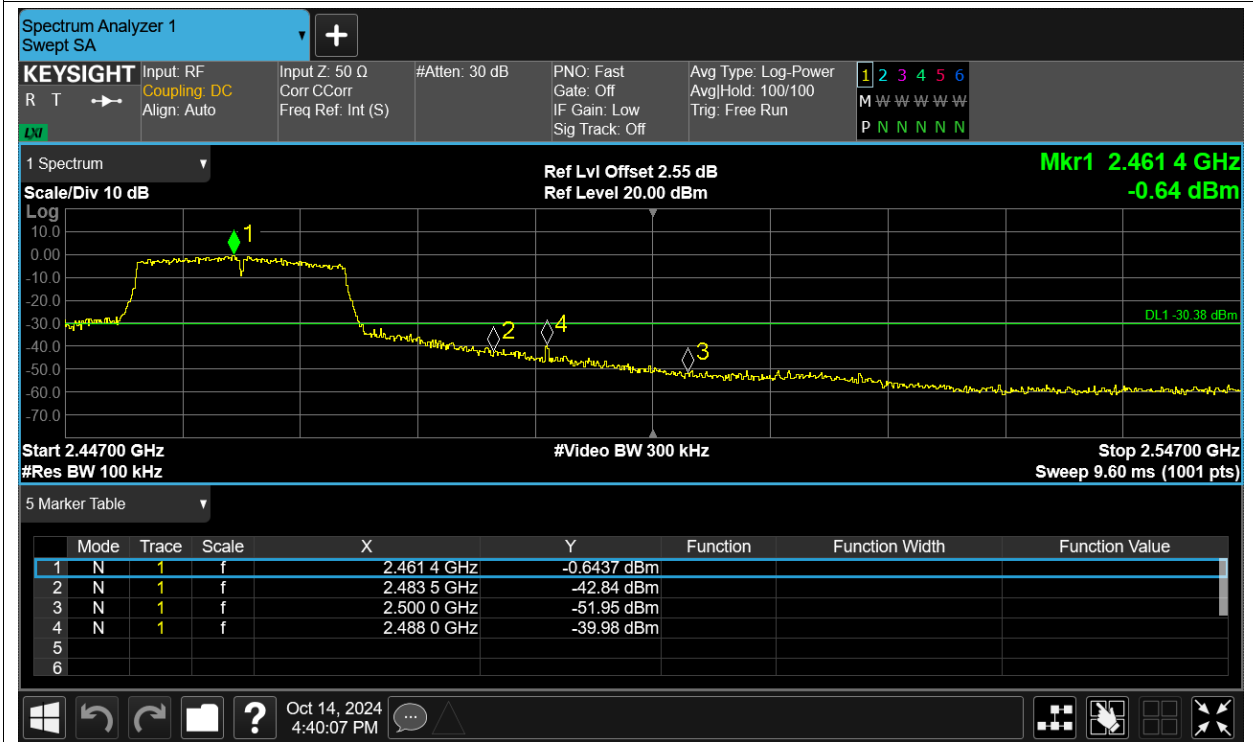 Spectrum Analyzer 1
Swept SA
+
KEYSIGHT Input: RF Input Z: 50 Ω #Atten: 30 dB PNO: Fast Avg Type: Log-Power 1 2 3 4 5 6
R T Coupling: DC Corr CCorr Gate: Off Avg|Hold: 100/100 M W W W W W
Align: Auto Freq Ref: Int (S) IF Gain: Low Trig: Free Run
LXI Sig Track: Off P N N N N N
1 Spectrum
Ref Lvl Offset 2.55 dB Mkr1 2.461 4 GHz
Scale/Div 10 dB Ref Level 20.00 dBm -0.64 dBm
Log
10.0
0.00
-10.0
-20.0
-30.0
-40.0
-50.0
-60.0
-70.0
1
2
4
3
DL1 -30.38 dBm
Start 2.44700 GHz #Video BW 300 kHz Stop 2.54700 GHz
#Res BW 100 kHz Sweep 9.60 ms (1001 pts)
5 Marker Table
Mode Trace Scale X Y Function Function Width Function Value
1 N 1 f 2.461 4 GHz -0.6437 dBm
2 N 1 f 2.483 5 GHz -42.84 dBm
3 N 1 f 2.500 0 GHz -51.95 dBm
4 N 1 f 2.488 0 GHz -39.98 dBm
5
6
? Oct 14, 2024
4:40:07 PM